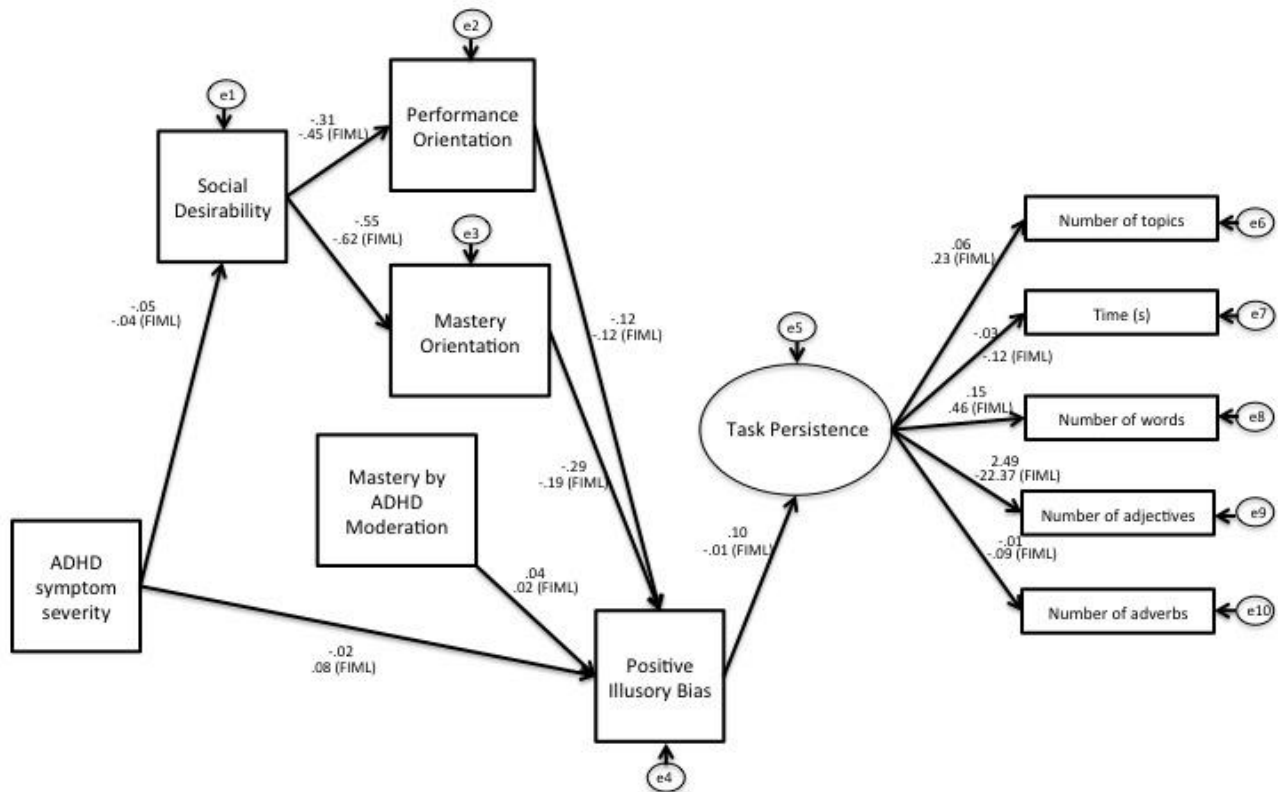 e2
e1
Performance
Orientation
-.31
-.45 (FIML)
Social
Desirability
-.55
-.62 (FIML)
e3
Mastery
Orientation
-.05
-.04 (FIML)
-.12
-.12 (FIML)
Mastery by
ADHD
Moderation
-.29
-.19 (FIML)
ADHD
symptom
severity
.04
.02 (FIML)
-.02
.08 (FIML)
Positive
Illusory Bias
e4
.10
-.01 (FIML)
e5
Task Persistence
.06
.23 (FIML)
Number of topics
e6
-.03
-.12 (FIML)
Time (s)
e7
.15
.46 (FIML)
Number of words
e8
2.49
-22.37 (FIML)
Number of adjectives
e9
-.01
-.09 (FIML)
Number of adverbs
e10